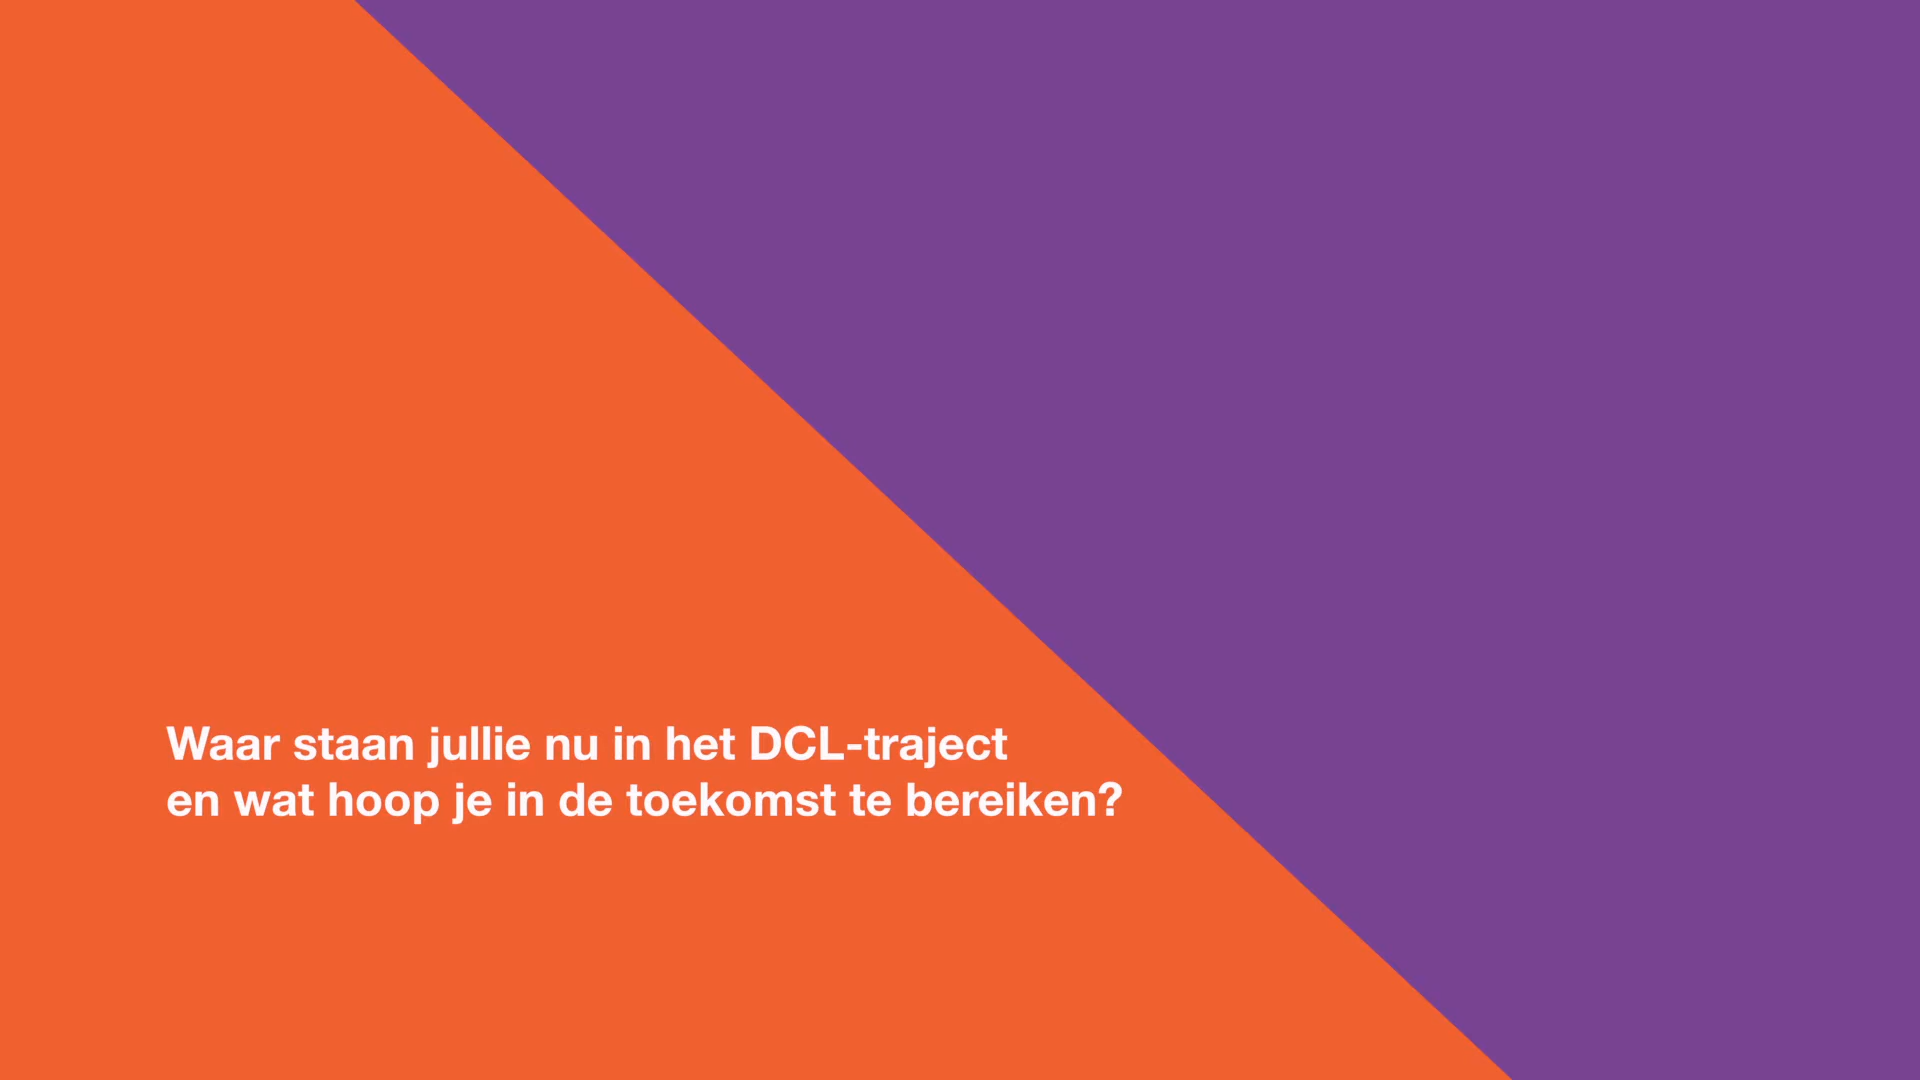 Waar staan jullie nu in het DCL-traject
en wat hoop je in de toekomst te bereiken?